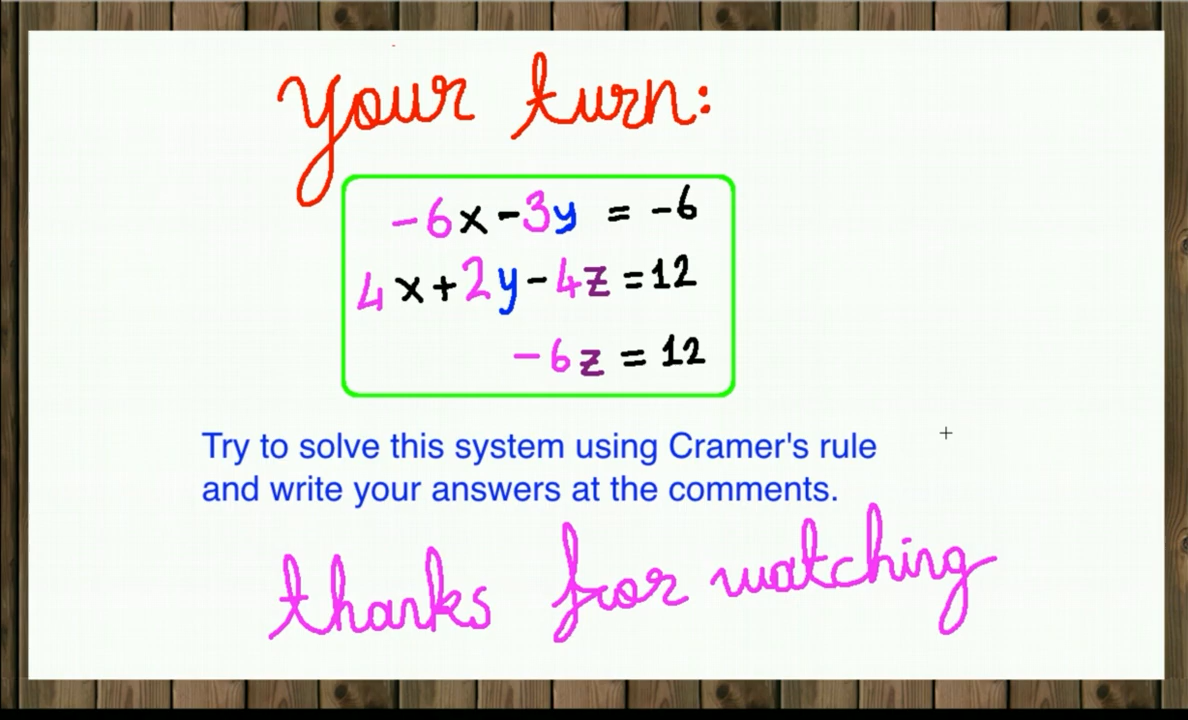 Your turn:
-6x-3y = -6
4x+2y-4z=12
-6z = 12
Try to solve this system using Cramer's rule
and write your answers at the comments.
thanks for watching